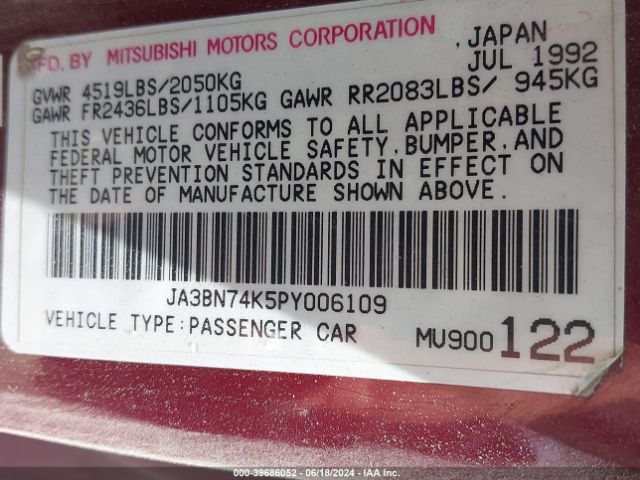 FD. BY MITSUBISHI MOTORS CORPORATION , JAPAN
JUL 1992
GVWR 4519LBS/2050KG
GAWR FR2436LBS/1105KG GAWR RR2083LBS/ 945KG
THIS VEHICLE CONFORMS TO ALL APPLICABLE
FEDERAL MOTOR VEHICLE SAFETY, BUMPER, AND
THEFT PREVENTION STANDARDS IN EFFECT ON
THE DATE OF MANUFACTURE SHOWN ABOVE.
JA3BN74K5PY006109
VEHICLE TYPE:PASSENGER CAR MU900 122
000-39686052 - 06/18/2024 - IAA Inc.